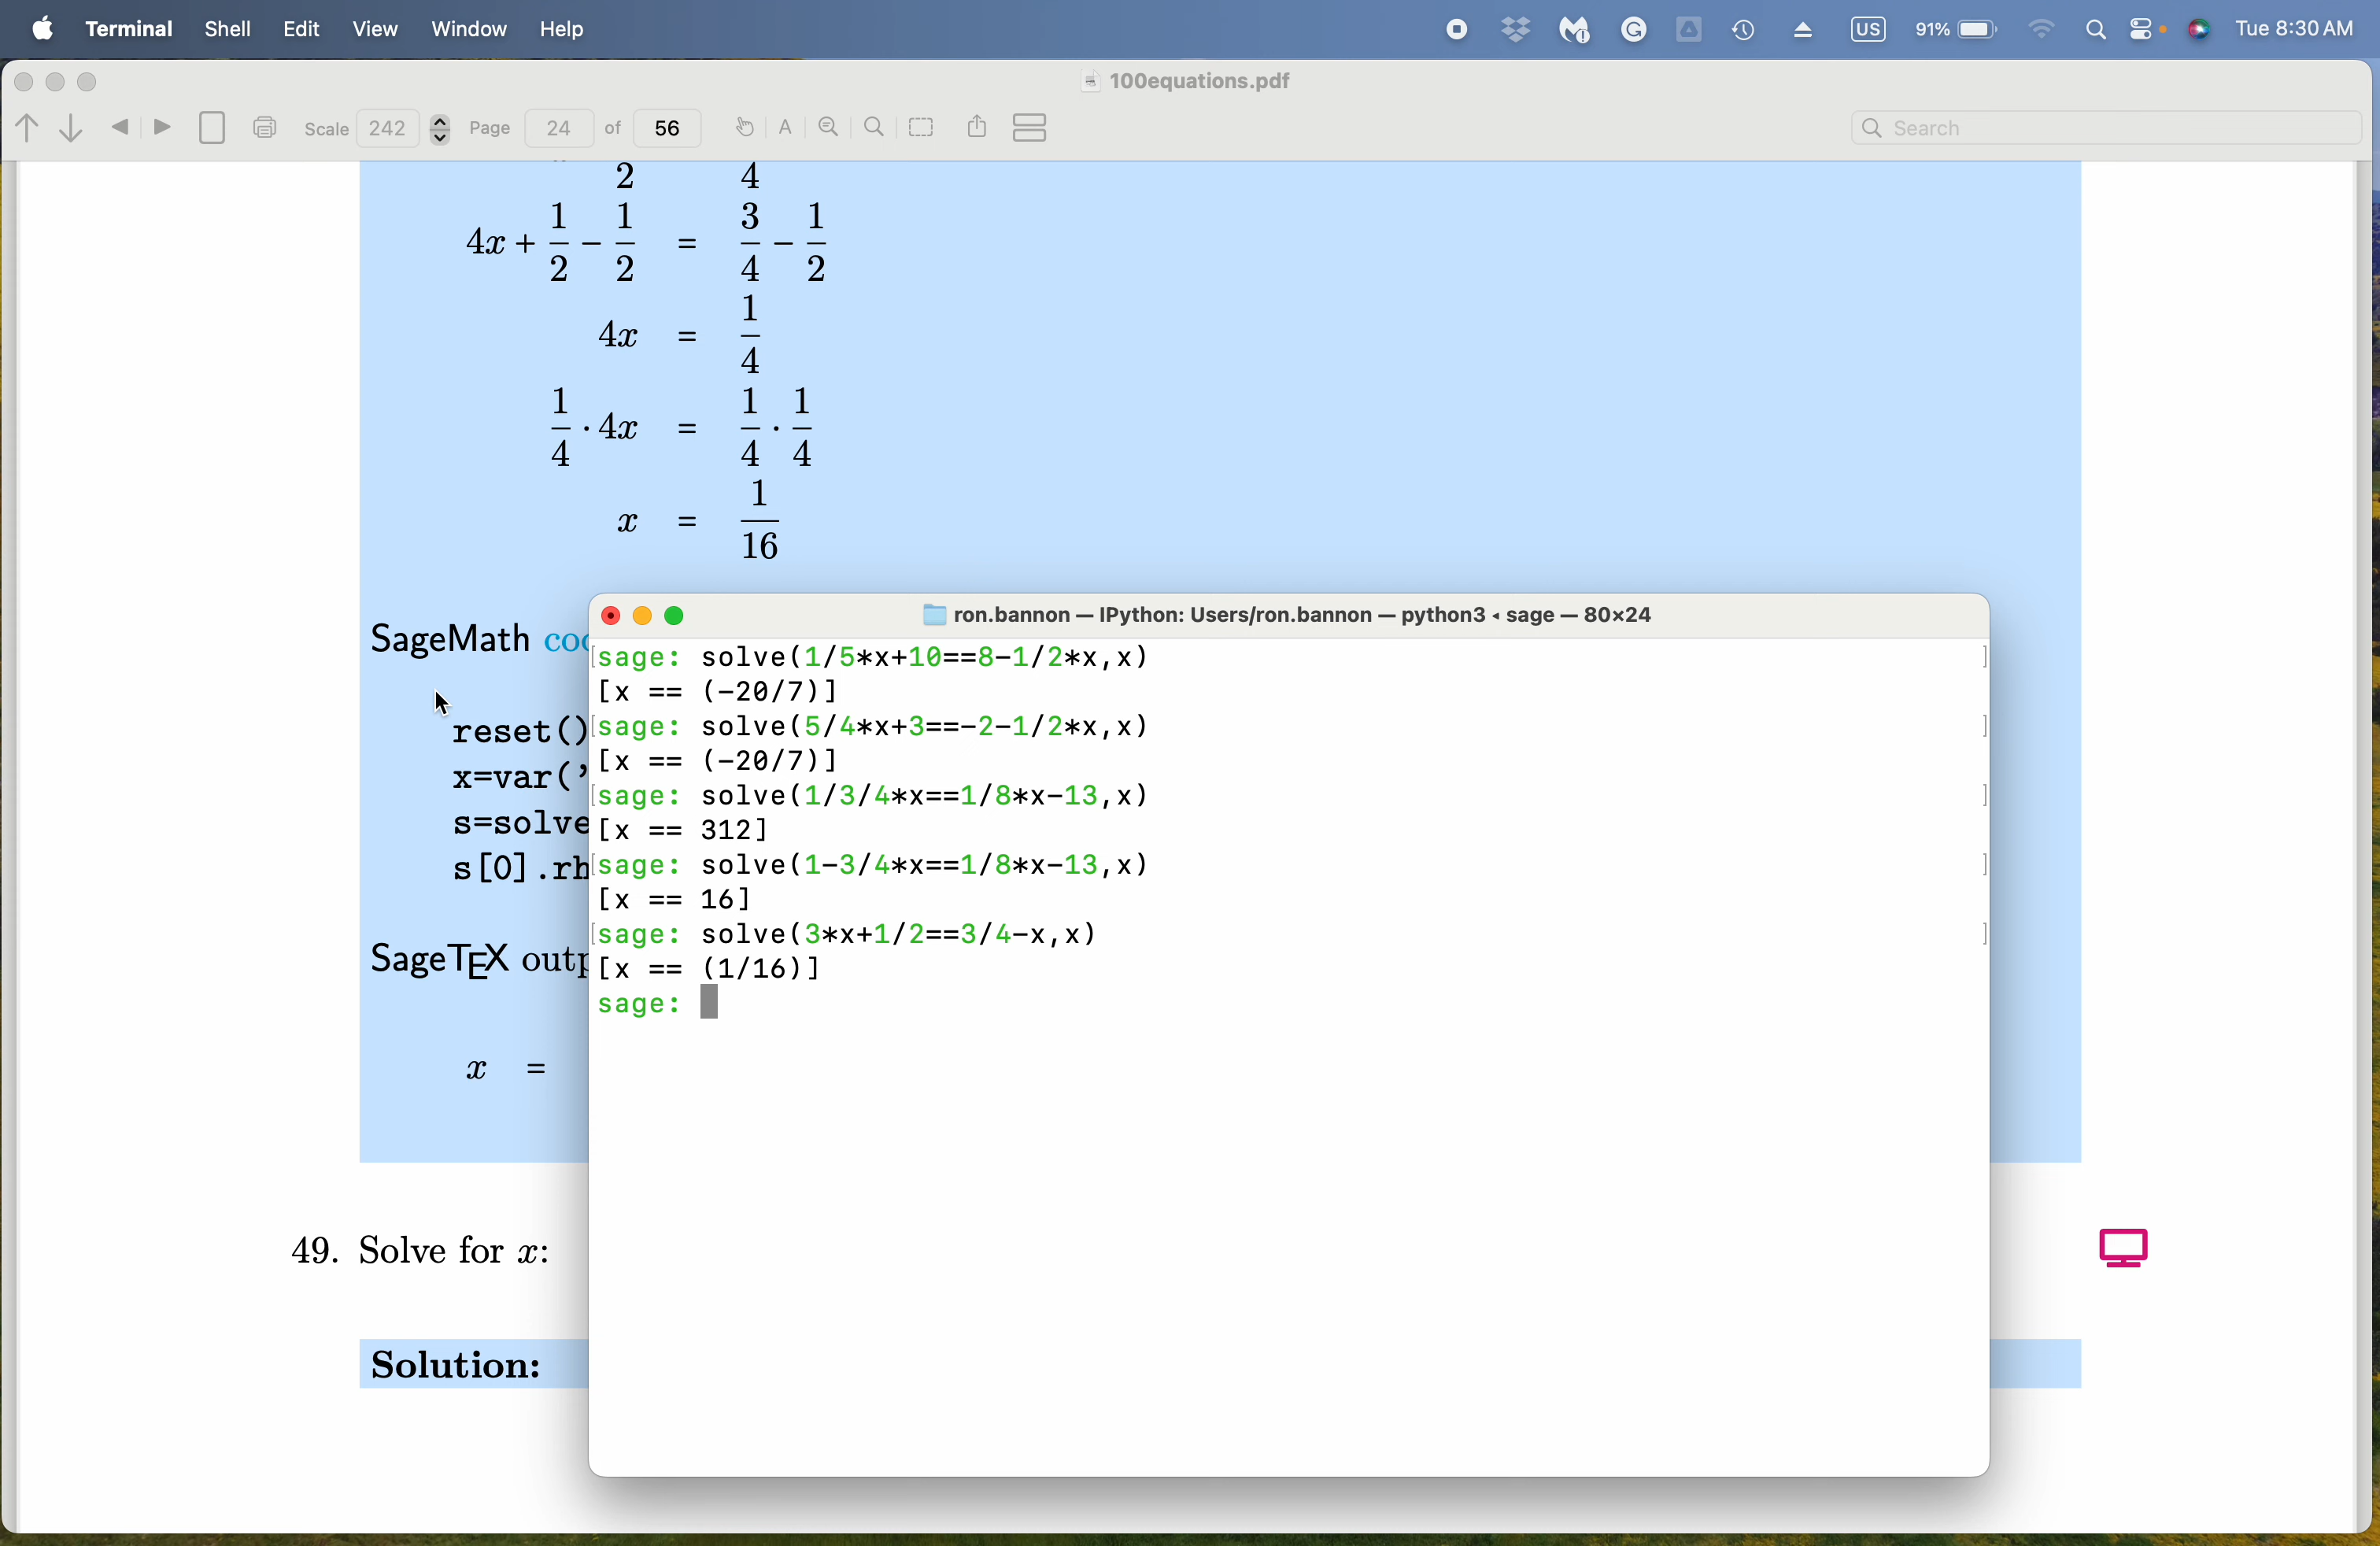 Terminal Shell Edit View Window Help US 91% Tue 8:30 AM
100equations.pdf
Scale 242 Page 24 of 56 A Search
2 4
4x + 1/2 − 1/2 = 3/4 − 1/2
4x = 1/4
1/4 · 4x = 1/4 · 1/4
x = 1/16
SageMath
reset()
x=var('
s=solve
s[0].rh
SageTEX outp
x =
49. Solve for x:
Solution:
ron.bannon — IPython: Users/ron.bannon — python3 ◂ sage — 80×24
sage: solve(1/5*x+10==8-1/2*x,x)
[x == (-20/7)]
sage: solve(5/4*x+3==-2-1/2*x,x)
[x == (-20/7)]
sage: solve(1/3/4*x==1/8*x-13,x)
[x == 312]
sage: solve(1-3/4*x==1/8*x-13,x)
[x == 16]
sage: solve(3*x+1/2==3/4-x,x)
[x == (1/16)]
sage: